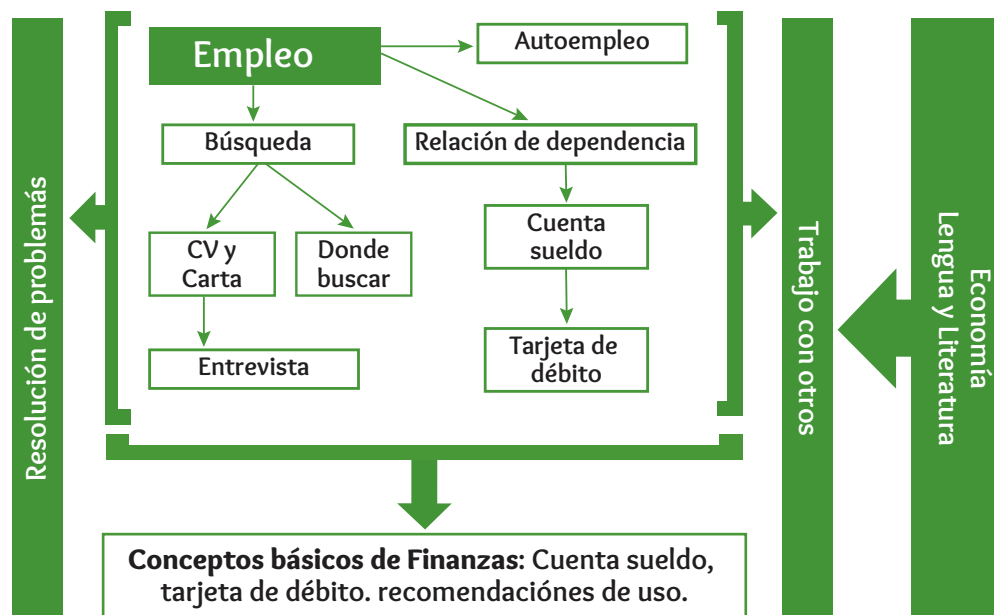 Empleo
Autoempleo
Búsqueda
Relación de dependencia
CV y
Carta
Donde
buscar
Cuenta
sueldo
Entrevista
Tarjeta de
débito
Resolución de problemás
Trabajo con otros
Economía
Lengua y Literatura
Conceptos básicos de Finanzas: Cuenta sueldo,
tarjeta de débito. recomendaciónes de uso.